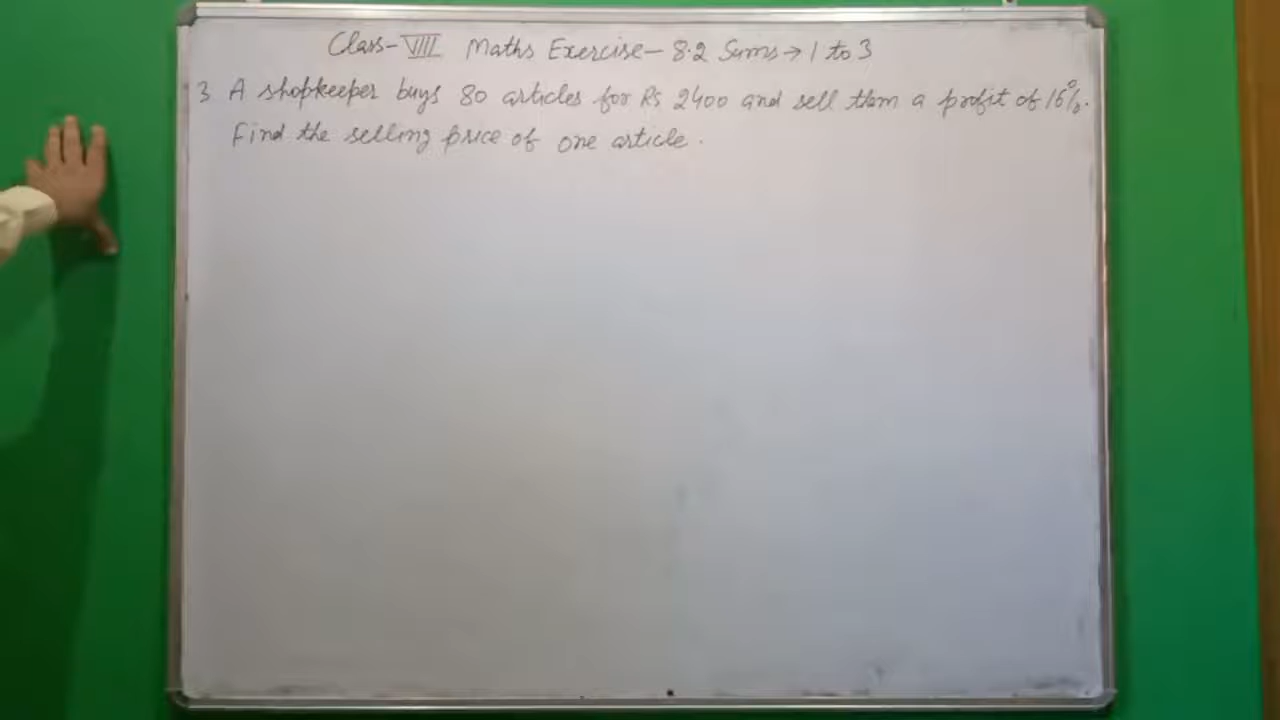 Class-VIII Maths Exercise-8.2 Sums→1 to 3
3 A shopkeeper buys 80 articles for Rs 2400 and sell them a profit of 16%.
Find the selling price of one article.